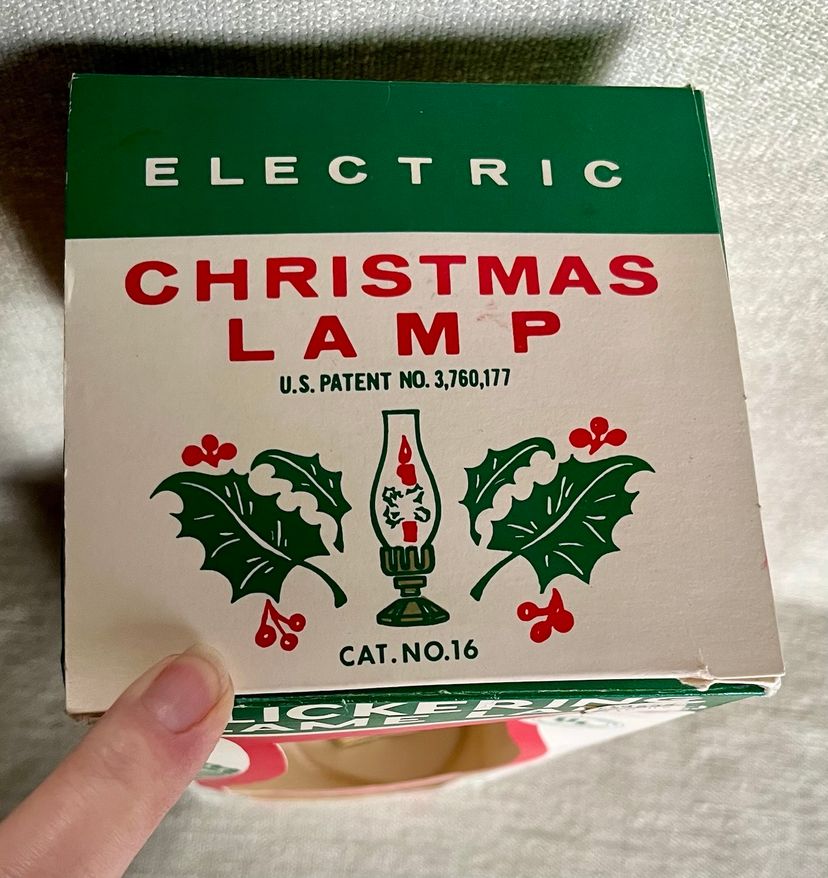 ELECTRIC
CHRISTMAS
LAMP
U.S. PATENT NO. 3,760,177
CAT. NO. 16